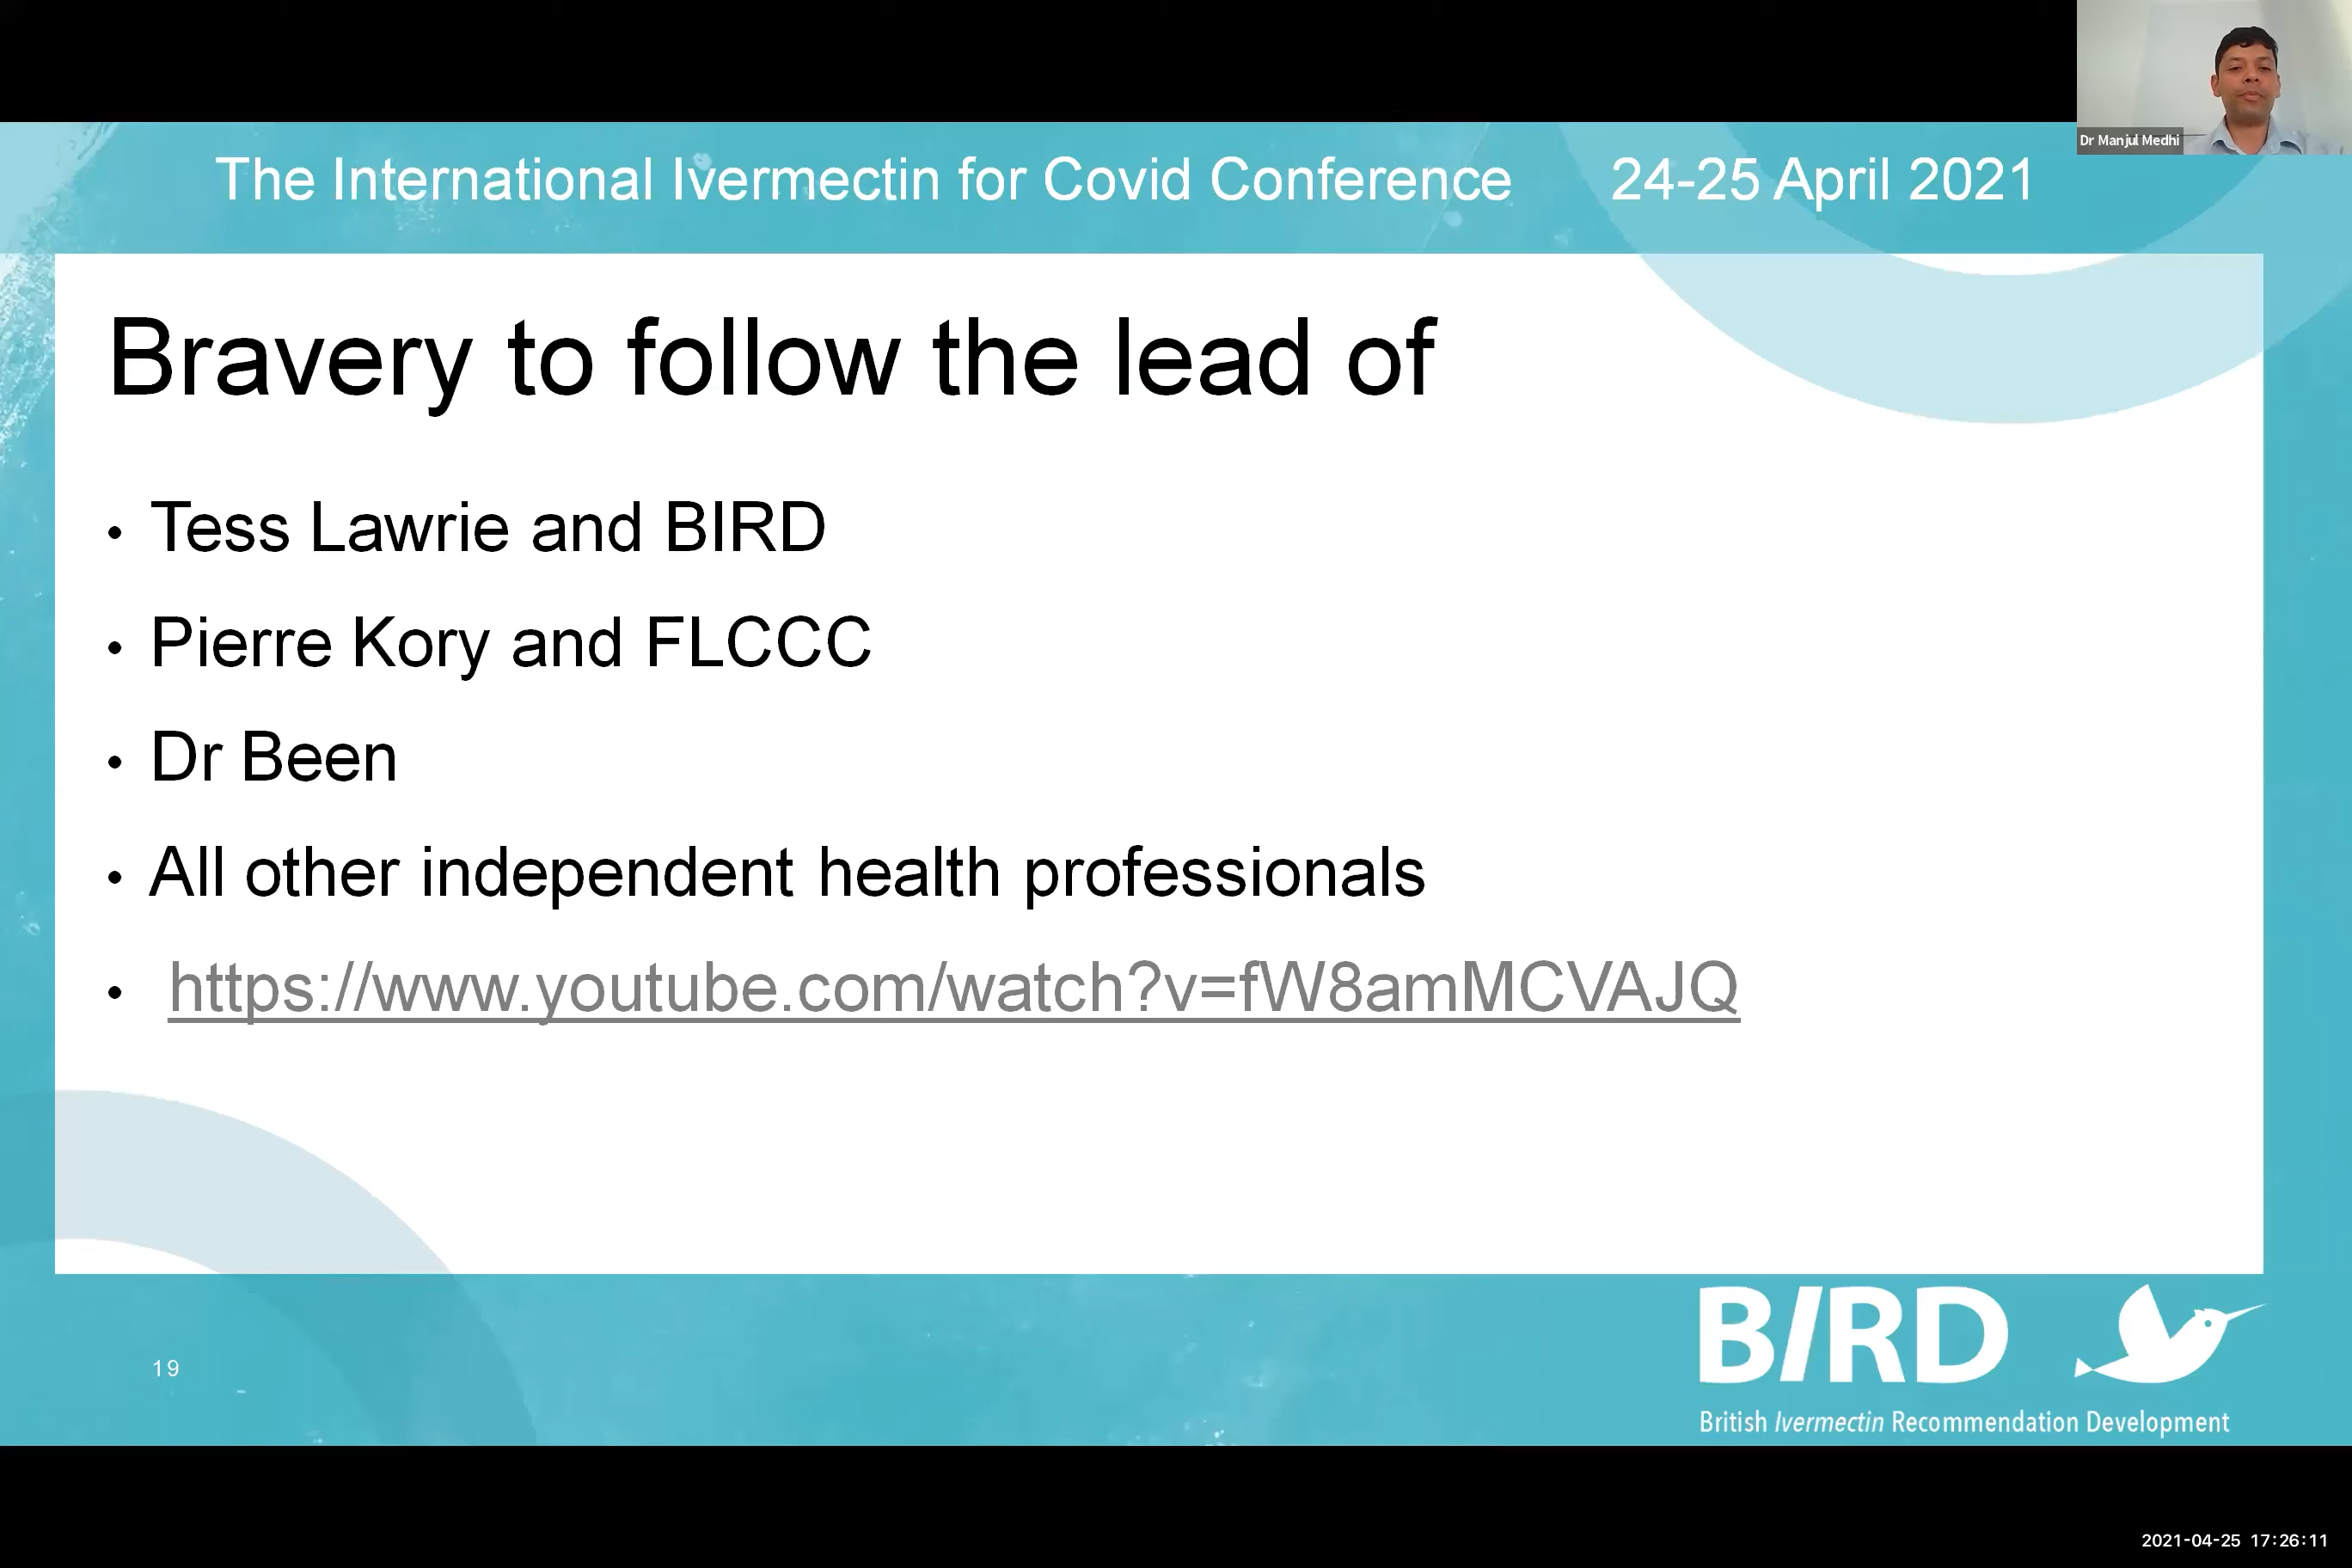 Dr Manjul Medhi
The International Ivermectin for Covid Conference 24-25 April 2021
Bravery to follow the lead of
• Tess Lawrie and BIRD
• Pierre Kory and FLCCC
• Dr Been
• All other independent health professionals
• https://www.youtube.com/watch?v=fW8amMCVAJQ
19
BIRD
British Ivermectin Recommendation Development
2021-04-25 17:26:11